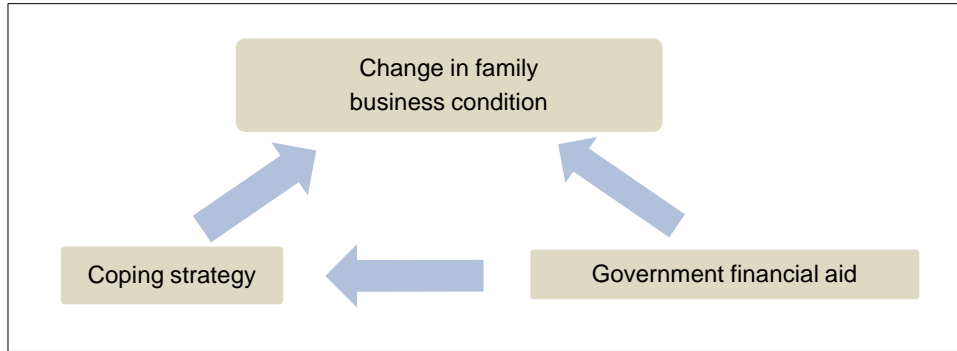 Change in family
business condition
Coping strategy
Government financial aid